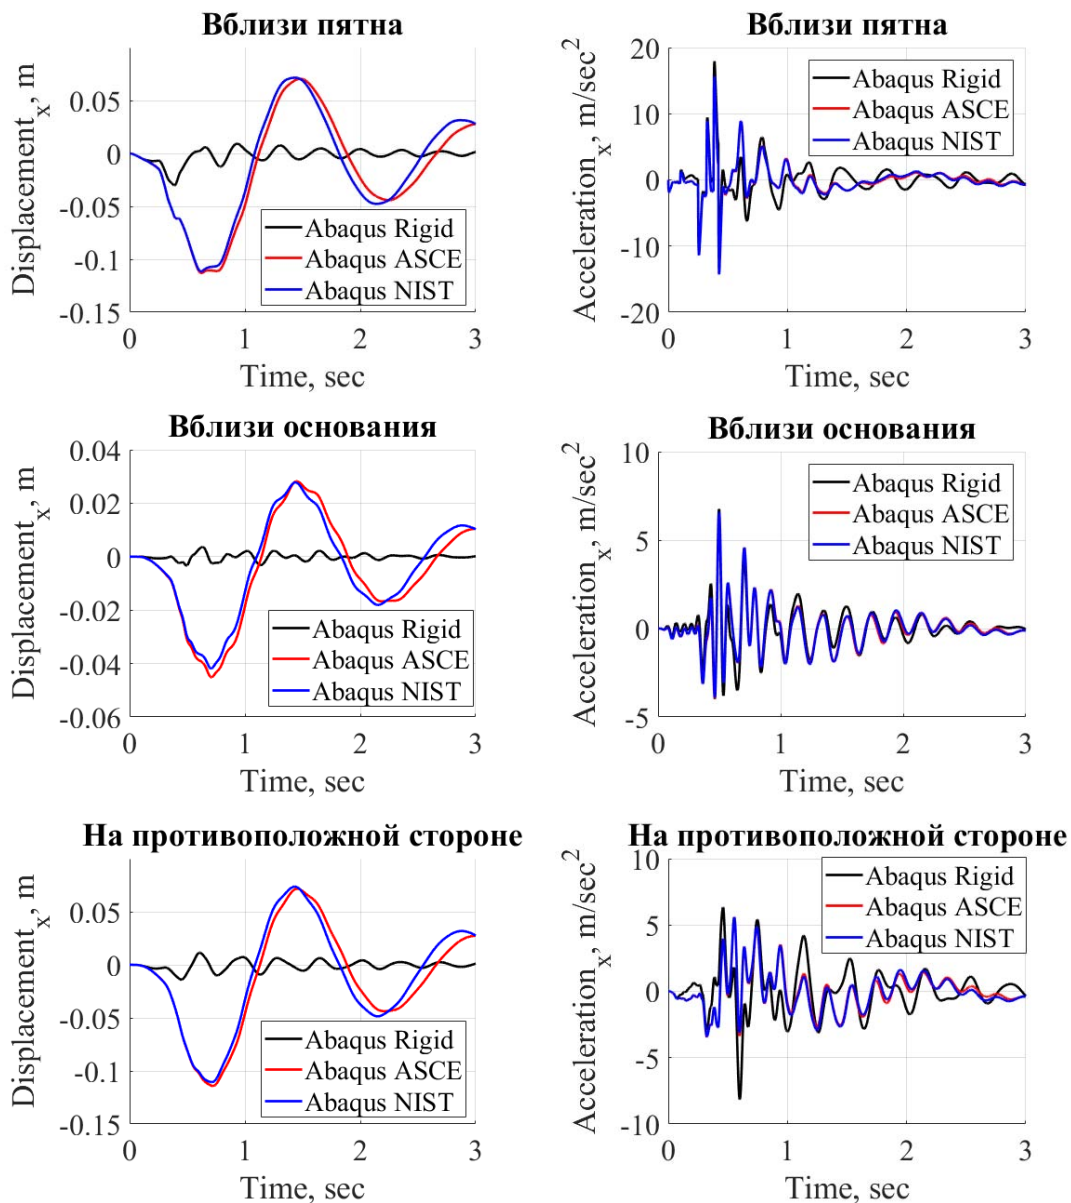 Вблизи пятна
Displacement_x, m
0.05
0
-0.05
-0.1
-0.15
Abaqus Rigid
Abaqus ASCE
Abaqus NIST
0 1 2 3
Time, sec
Вблизи пятна
Acceleration_x, m/sec^2
20
10
0
-10
-20
Abaqus Rigid
Abaqus ASCE
Abaqus NIST
0 1 2 3
Time, sec
Вблизи основания
Displacement_x, m
0.04
0.02
0
-0.02
-0.04
-0.06
Abaqus Rigid
Abaqus ASCE
Abaqus NIST
0 1 2 3
Time, sec
Вблизи основания
Acceleration_x, m/sec^2
10
5
0
-5
Abaqus Rigid
Abaqus ASCE
Abaqus NIST
0 1 2 3
Time, sec
На противоположной стороне
Displacement_x, m
0.05
0
-0.05
-0.1
-0.15
Abaqus Rigid
Abaqus ASCE
Abaqus NIST
0 1 2 3
Time, sec
На противоположной стороне
Acceleration_x, m/sec^2
10
5
0
-5
-10
Abaqus Rigid
Abaqus ASCE
Abaqus NIST
0 1 2 3
Time, sec